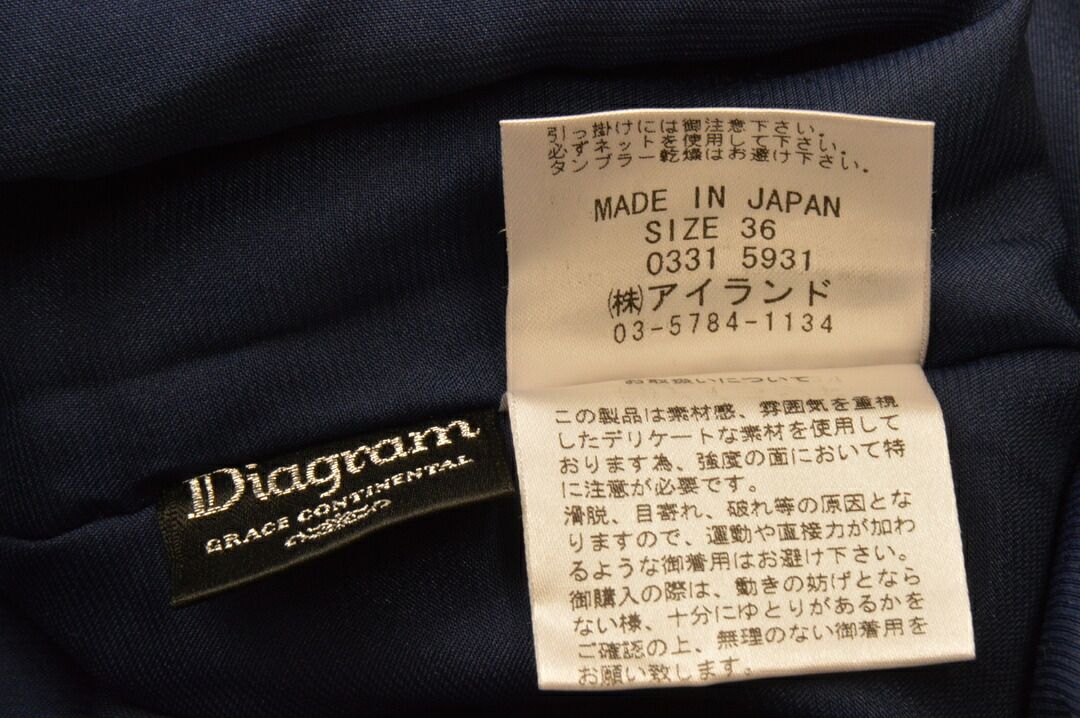 引っ掛けには御注意下さい。
必ずネットを使用して下さい。
タンブラー乾燥はお避け下さい。
MADE IN JAPAN
SIZE 36
0331 5931
㈱アイランド
03-5784-1134
お取扱いについて
この製品は素材感、雰囲気を重視
したデリケートな素材を使用して
おります為、強度の面において特
に注意が必要です。
滑脱、目寄れ、破れ等の原因とな
りますので、運動や直接力が加わ
るような御着用はお避け下さい。
御購入の際は、動きの妨げとなら
ない様、十分にゆとりがあるかを
ご確認の上、無理のない御着用を
お願い致します。
Diagram
GRACE CONTINENTAL